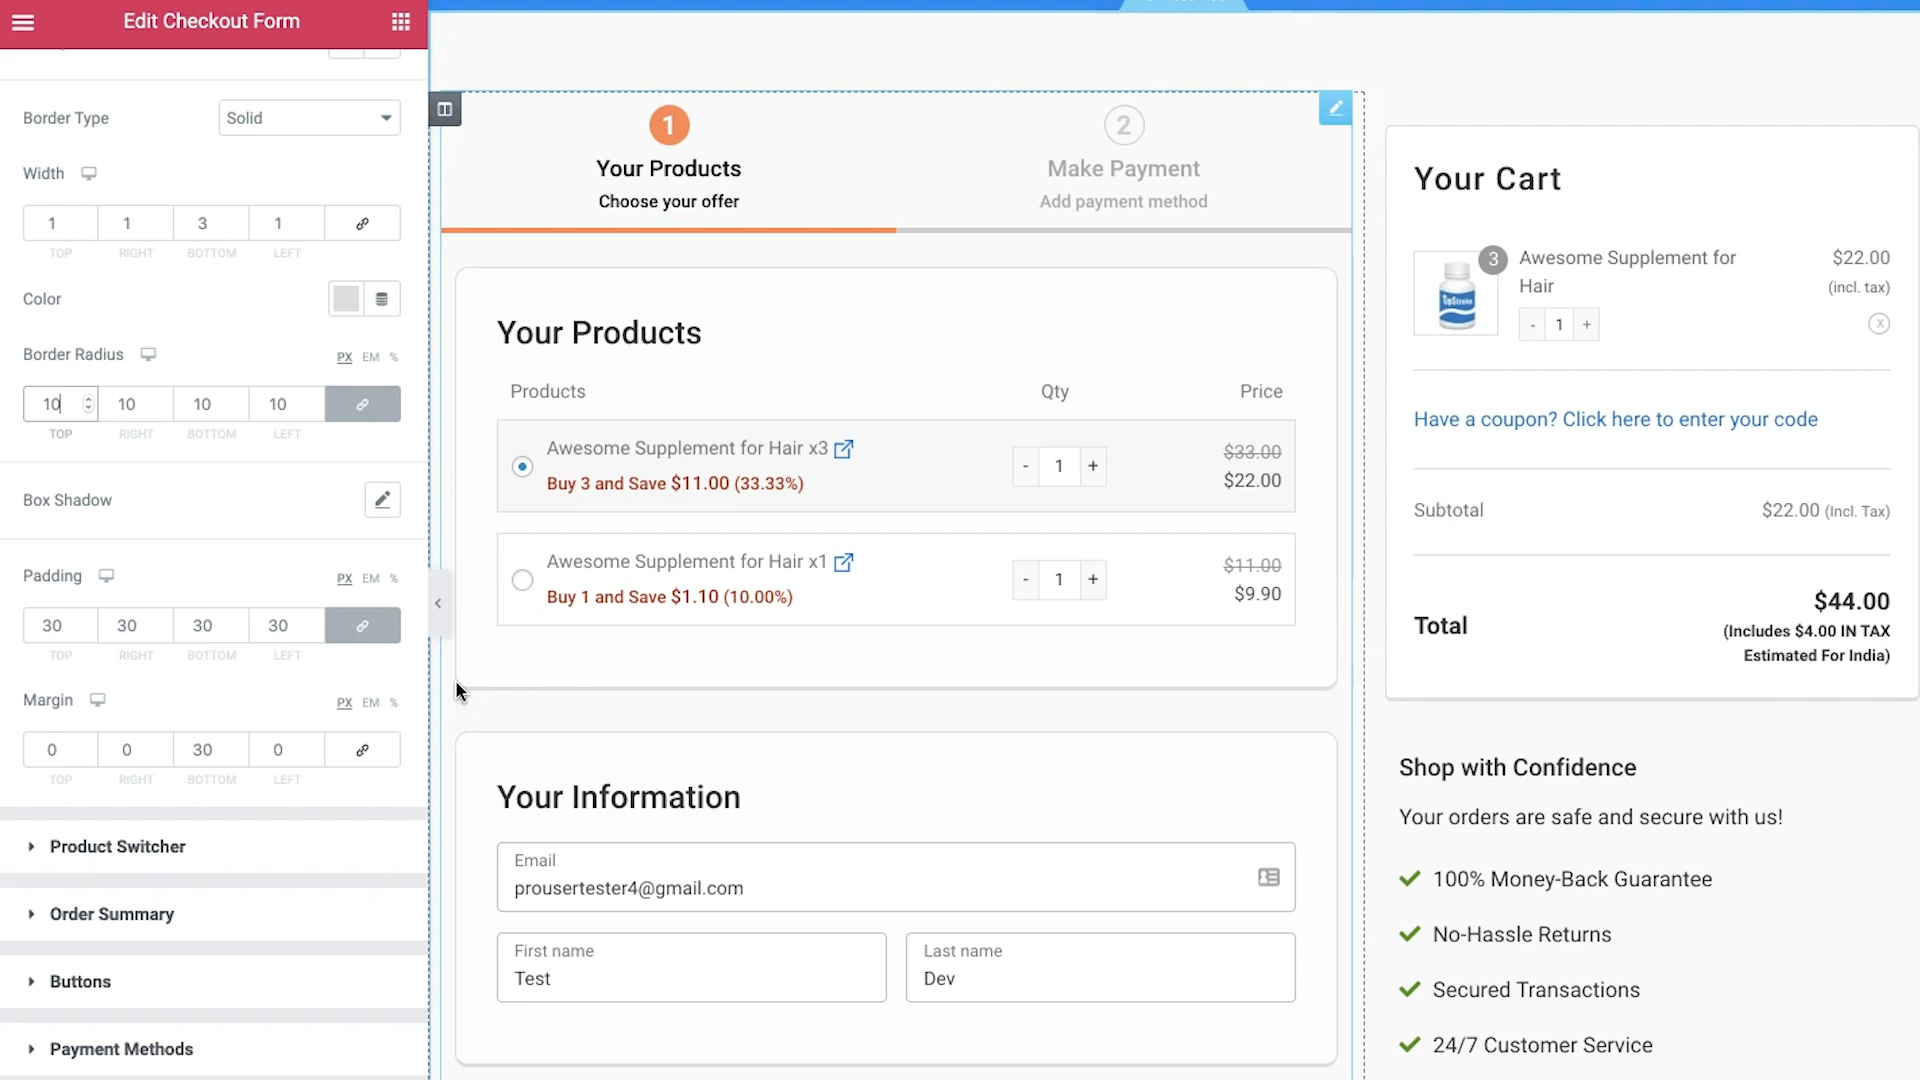 Edit Checkout Form
Border Type
Solid
Width
1 1 3 1
TOP RIGHT BOTTOM LEFT
Color
Border Radius
PX EM %
10 10 10 10
TOP RIGHT BOTTOM LEFT
Box Shadow
Padding
PX EM %
30 30 30 30
TOP RIGHT BOTTOM LEFT
Margin
PX EM %
0 0 30 0
TOP RIGHT BOTTOM LEFT
Product Switcher
Order Summary
Buttons
Payment Methods
1
Your Products
Choose your offer
2
Make Payment
Add payment method
Your Products
Products Qty Price
Awesome Supplement for Hair x3
Buy 3 and Save $11.00 (33.33%)
- 1 +
$33.00
$22.00
Awesome Supplement for Hair x1
Buy 1 and Save $1.10 (10.00%)
- 1 +
$11.00
$9.90
Your Information
Email
prousertester4@gmail.com
First name
Test
Last name
Dev
Your Cart
UpStroke
3
Awesome Supplement for
Hair
- 1 +
$22.00
(incl. tax)
Have a coupon? Click here to enter your code
Subtotal
$22.00 (Incl. Tax)
Total
$44.00
(Includes $4.00 IN TAX
Estimated For India)
Shop with Confidence
Your orders are safe and secure with us!
100% Money-Back Guarantee
No-Hassle Returns
Secured Transactions
24/7 Customer Service